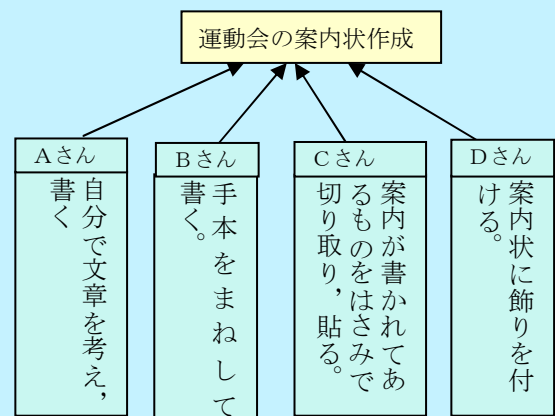 運動会の案内状作成
Aさん
自分で文章を考え，
書く
Bさん
手本をまねして
書く。
Cさん
案内が書かれてあ
るものをはさみで
切り取り，貼る。
Dさん
案内状に飾りを付
ける。